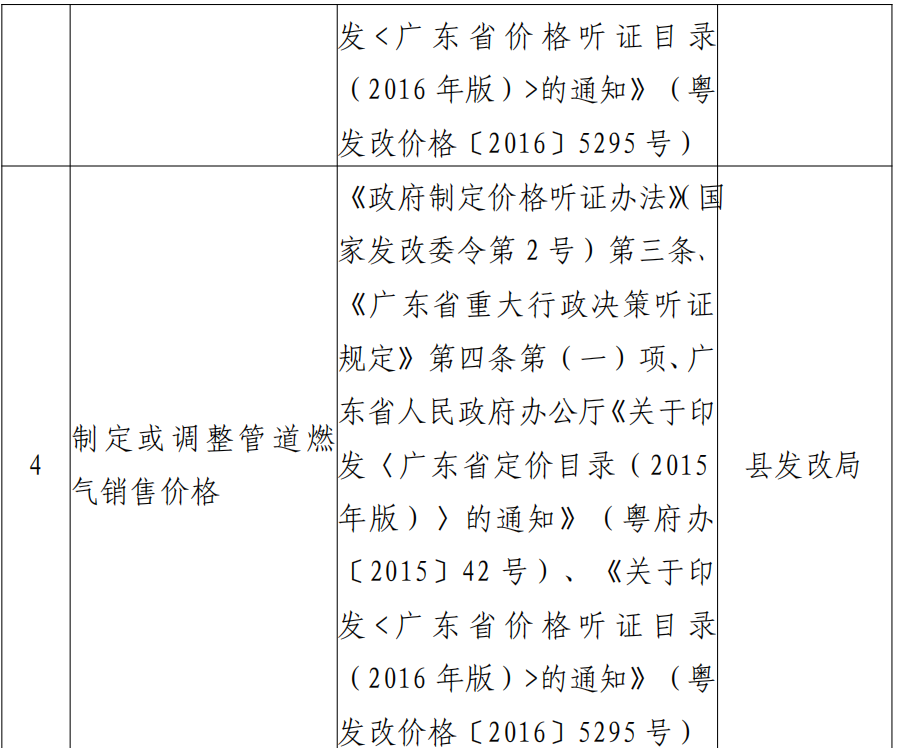 发<广东省价格听证目录
（2016年版）>的通知》（粤
发改价格〔2016〕5295号）
4
制定或调整管道燃
气销售价格
《政府制定价格听证办法》（国
家发改委令第2号）第三条、
《广东省重大行政决策听证
规定》第四条第（一）项、广
东省人民政府办公厅《关于印
发〈广东省定价目录（2015
年版）〉的通知》（粤府办
〔2015〕42号）、《关于印
发<广东省价格听证目录
（2016年版）>的通知》（粤
发改价格〔2016〕5295号）
县发改局